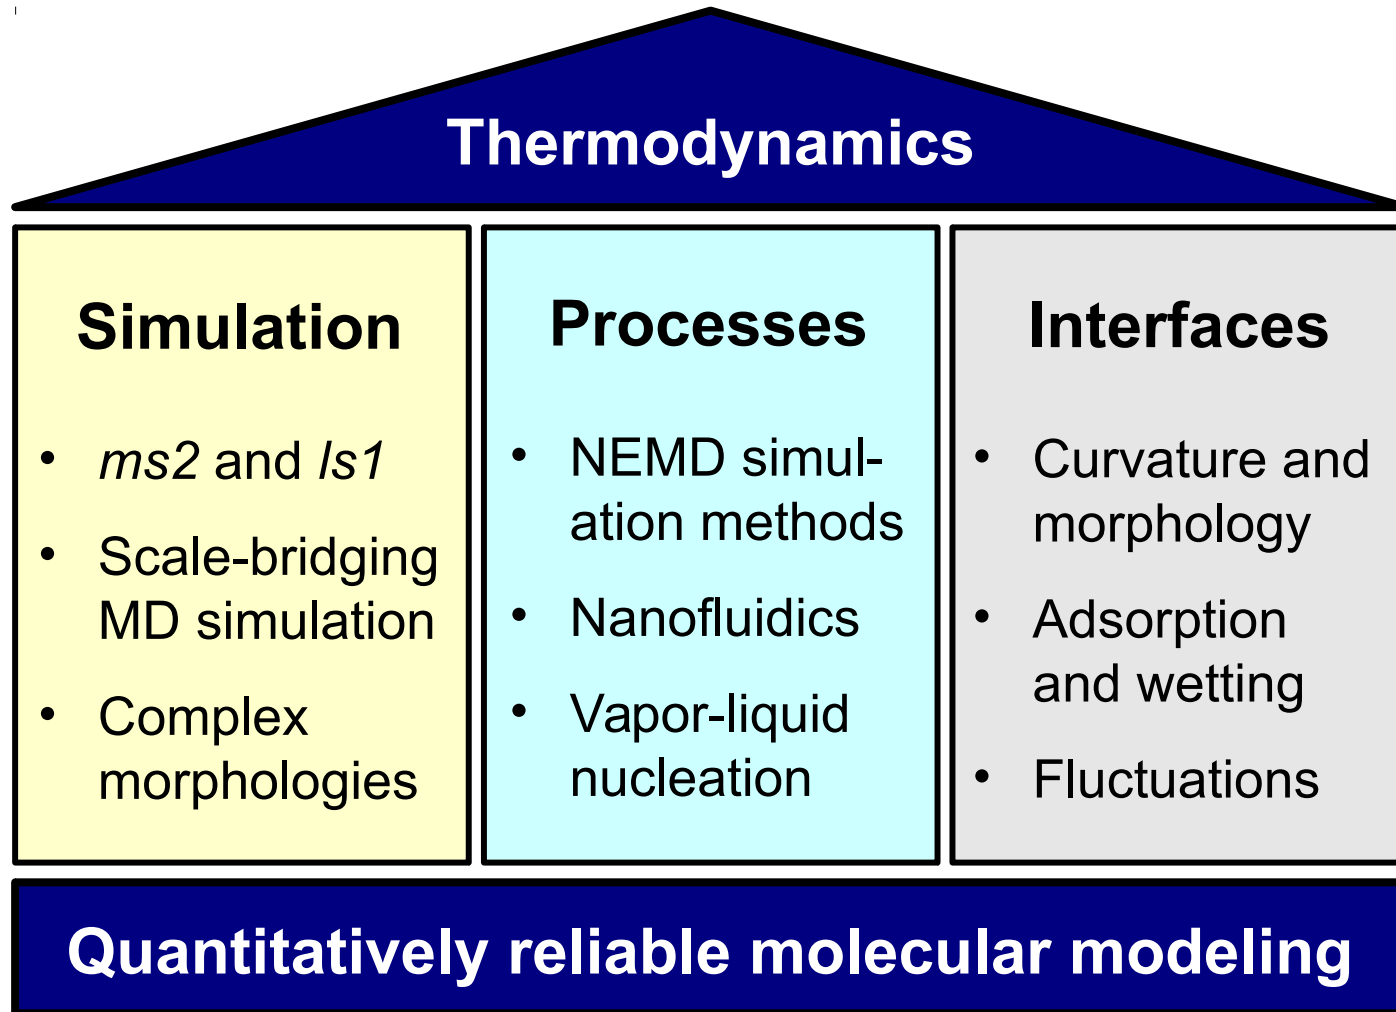 Thermodynamics
Simulation
• ms2 and ls1
• Scale-bridging
MD simulation
• Complex
morphologies
Processes
• NEMD simul-
ation methods
• Nanofluidics
• Vapor-liquid
nucleation
Interfaces
• Curvature and
morphology
• Adsorption
and wetting
• Fluctuations
Quantitatively reliable molecular modeling